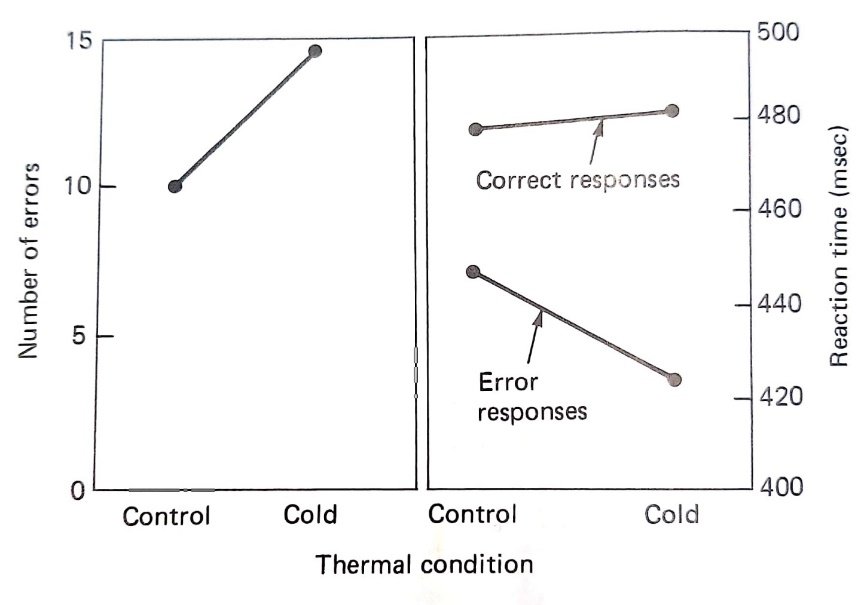 Number of errors
15
10
5
0
Control
Cold
Correct responses
Error
responses
Control
Cold
500
480
460
440
420
400
Reaction time (msec)
Thermal condition